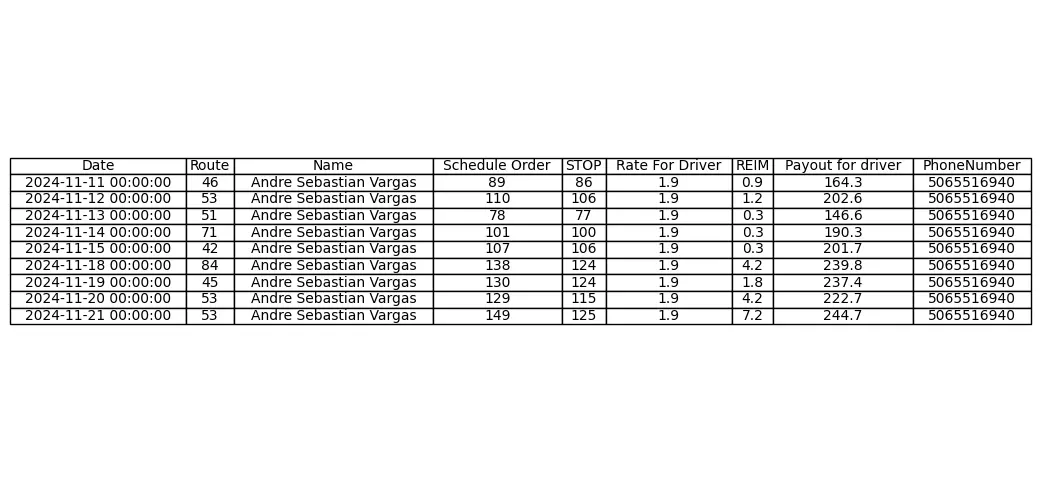 Date Route Name Schedule Order STOP Rate For Driver REIM Payout for driver PhoneNumber
2024-11-11 00:00:00 46 Andre Sebastian Vargas 89 86 1.9 0.9 164.3 5065516940
2024-11-12 00:00:00 53 Andre Sebastian Vargas 110 106 1.9 1.2 202.6 5065516940
2024-11-13 00:00:00 51 Andre Sebastian Vargas 78 77 1.9 0.3 146.6 5065516940
2024-11-14 00:00:00 71 Andre Sebastian Vargas 101 100 1.9 0.3 190.3 5065516940
2024-11-15 00:00:00 42 Andre Sebastian Vargas 107 106 1.9 0.3 201.7 5065516940
2024-11-18 00:00:00 84 Andre Sebastian Vargas 138 124 1.9 4.2 239.8 5065516940
2024-11-19 00:00:00 45 Andre Sebastian Vargas 130 124 1.9 1.8 237.4 5065516940
2024-11-20 00:00:00 53 Andre Sebastian Vargas 129 115 1.9 4.2 222.7 5065516940
2024-11-21 00:00:00 53 Andre Sebastian Vargas 149 125 1.9 7.2 244.7 5065516940